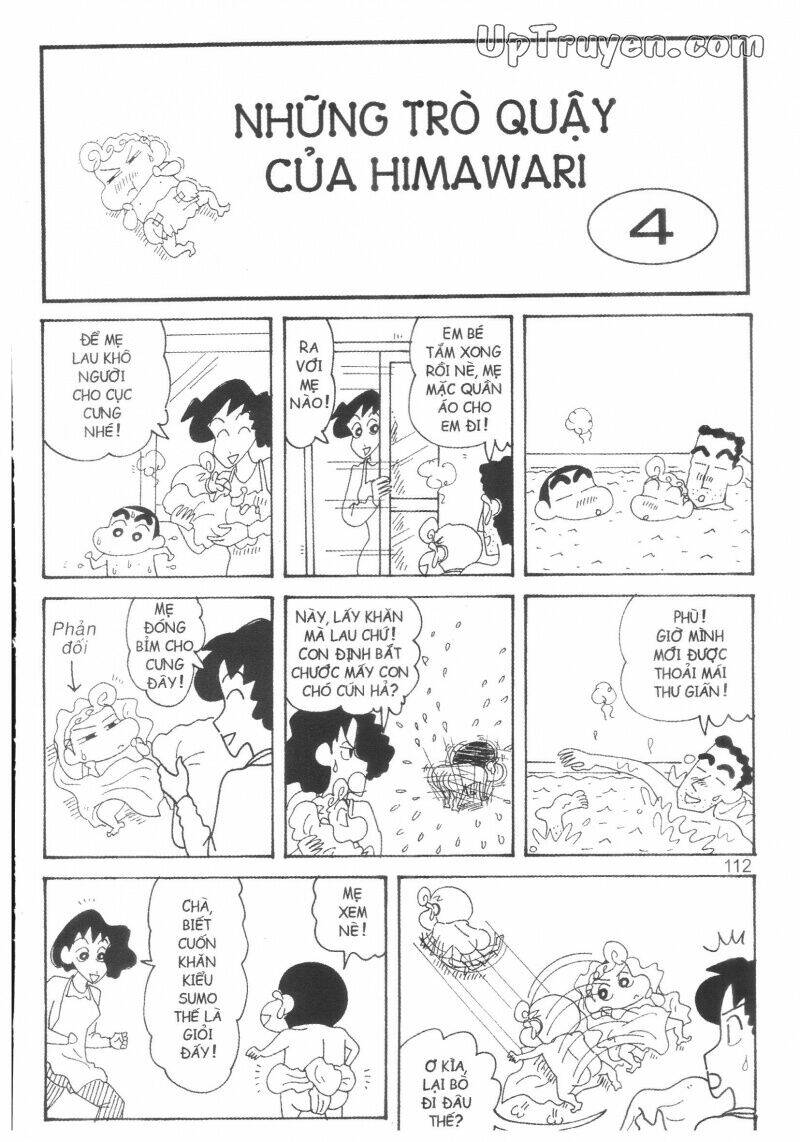 UpTruyen.com
NHỮNG TRÒ QUẬY
CỦA HIMAWARI
4
EM BÉ
TẮM XONG
RỒI NÈ, MẸ
MẶC QUẦN
ÁO CHO
EM ĐI!
RA
VỚI
MẸ
NÀO!
ĐỂ MẸ
LAU KHÔ
NGƯỜI
CHO CỤC
CƯNG
NHÉ!
PHÙ!
GIỜ MÌNH
MỚI ĐƯỢC
THOẢI MÁI
THƯ GIÃN!
NÀY, LẤY KHĂN
MÀ LAU CHỨ!
CON ĐỊNH BẮT
CHƯỚC MẤY CON
CHÓ CÚN HẢ?
MẸ
ĐÓNG
BỈM CHO
CƯNG
ĐÂY!
Phản
đối
112
Ơ KÌA,
LẠI BÒ
ĐI ĐÂU
THẾ?
MẸ
XEM
NÈ!
CHÀ,
BIẾT
CUỐN
KHĂN
KIỂU
SUMO
THẾ LÀ
GIỎI
ĐẤY!